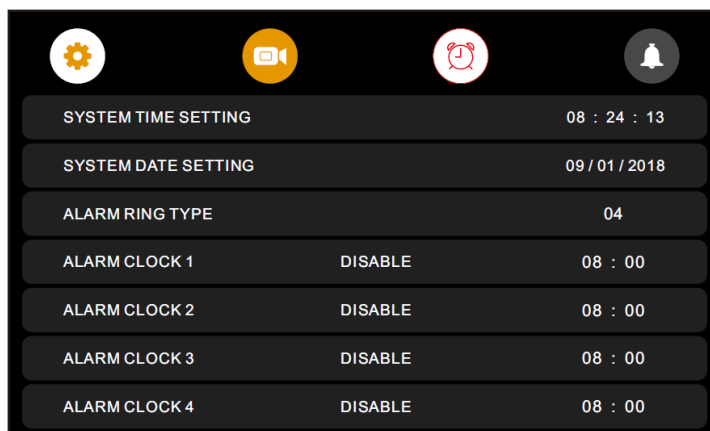 SYSTEM TIME SETTING 08 : 24 : 13
SYSTEM DATE SETTING 09 / 01 / 2018
ALARM RING TYPE 04
ALARM CLOCK 1 DISABLE 08 : 00
ALARM CLOCK 2 DISABLE 08 : 00
ALARM CLOCK 3 DISABLE 08 : 00
ALARM CLOCK 4 DISABLE 08 : 00